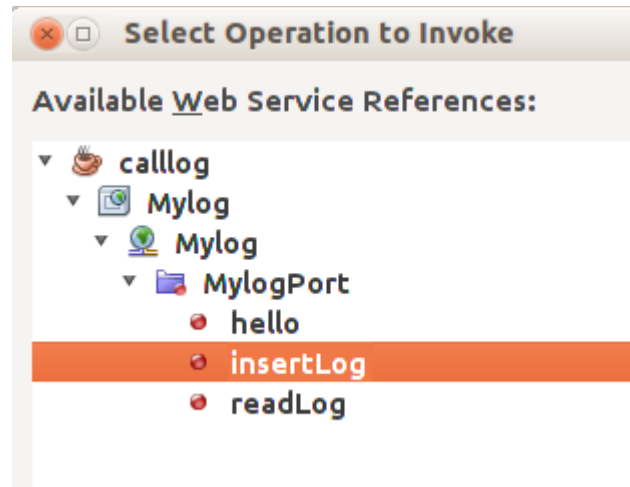 Select Operation to Invoke
Available Web Service References:
calllog
Mylog
Mylog
MylogPort
hello
insertLog
readLog